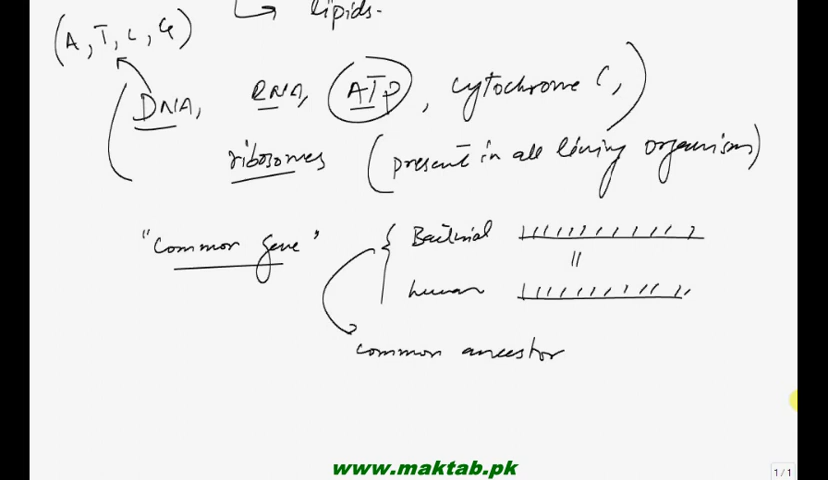 lipids.
(A, T, C, G)
(DNA, RNA, ATP, cytochrome C,)
ribosomes (present in all living organism)
"Common gene" { Bacterial
=
human
common ancestor
www.maktab.pk
1/1